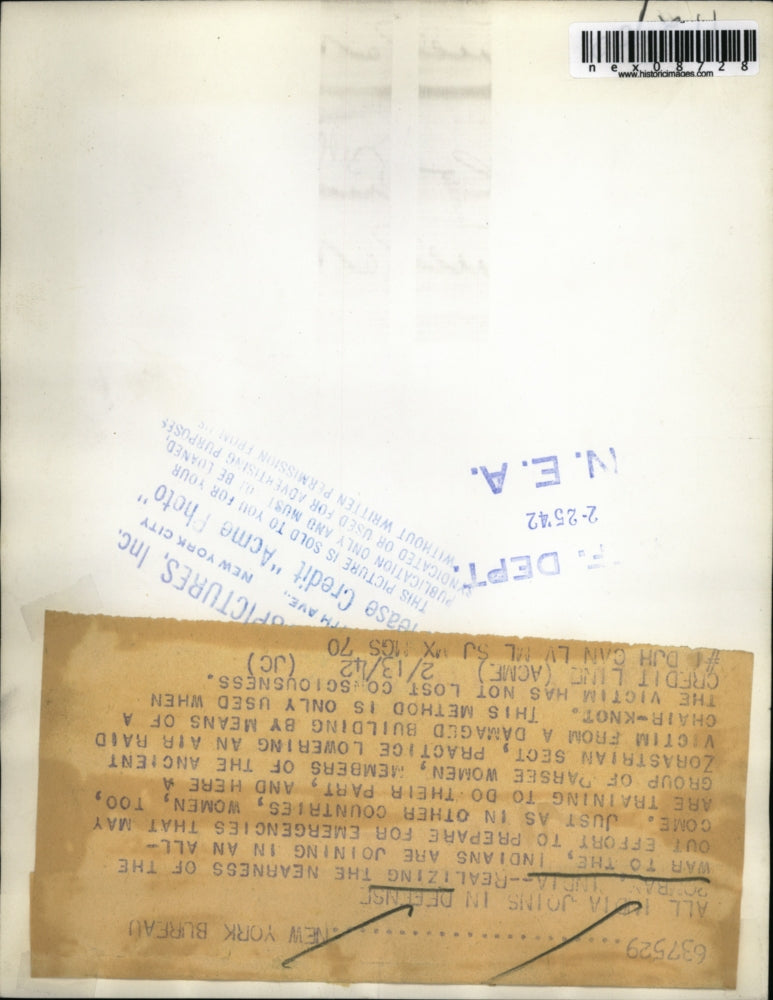 nex08728
www.historicimages.com
N.E.A.
2-25'42
F. DEPT.
PICTURES, Inc.
TH AVE., NEW YORK CITY
ease Credit "Acme Photo"
THIS PICTURE IS SOLD TO YOU FOR YOUR
PUBLICATION ONLY AND MUST BE LOANED,
SYNDICATED OR USED FOR ADVERTISING PURPOSES
WITHOUT WRITTEN PERMISSION FROM US
637529 ........................NEW YORK BUREAU
ALL INDIA JOINS IN DEFENSE
BOMBAY, INDIA--REALIZING THE NEARNESS OF THE
WAR TO THE, INDIANS ARE JOINING IN AN ALL-
OUT EFFORT TO PREPARE FOR EMERGENCIES THAT MAY
COME. JUST AS IN OTHER COUNTRIES, WOMEN, TOO,
ARE TRAINING TO DO THEIR PART, AND HERE A
GROUP OF PARSEE WOMEN, MEMBERS OF THE ANCIENT
ZORASTRIAN SECT, PRACTICE LOWERING AN AIR RAID
VICTIM FROM A DAMAGED BUILDING BY MEANS OF A
CHAIR-KNOT. THIS METHOD IS ONLY USED WHEN
THE VICTIM HAS NOT LOST CONSCIOUSNESS.
CREDIT LINE (ACME) 2/13/42 (JC)
#1 DJH CAN LV ML SJ MX MGS 70